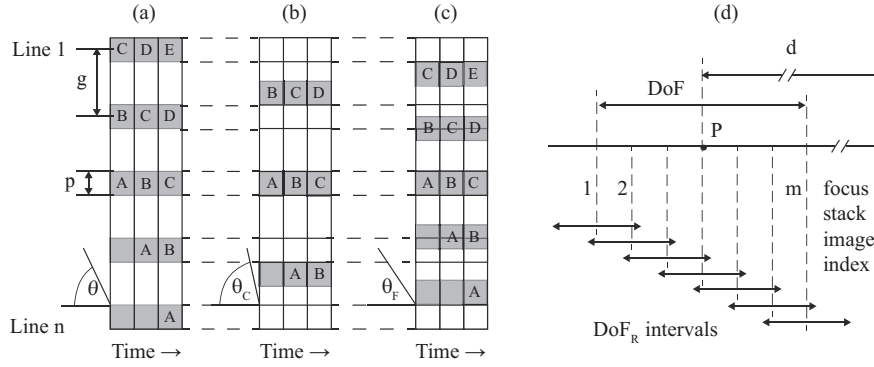 (a) (b) (c) (d)
Line 1
C D E
B C D
A B C
A B
A
g
p
θ
Line n
Time →
B C D
A B C
A B
θC
Time →
C D E
B C D
A B C
A B
A
θF
Time →
d
DoF
P
1 2 m
focus
stack
image
index
DoFR intervals